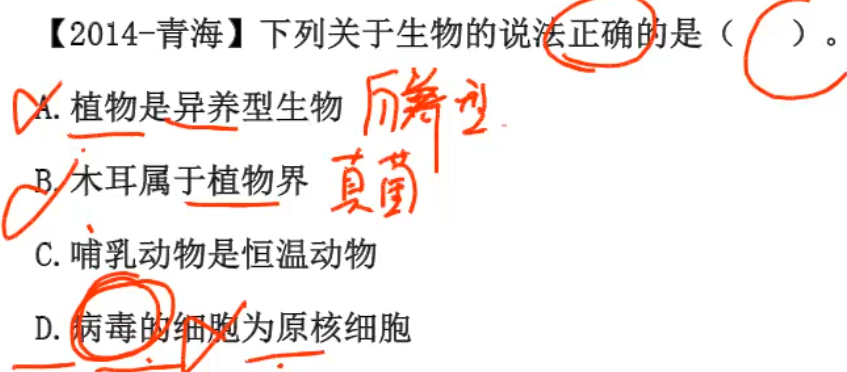 【2014-青海】下列关于生物的说法正确的是（ ）。
A.植物是异养型生物 养型
B.木耳属于植物界 真菌
C.哺乳动物是恒温动物
D.病毒的细胞为原核细胞